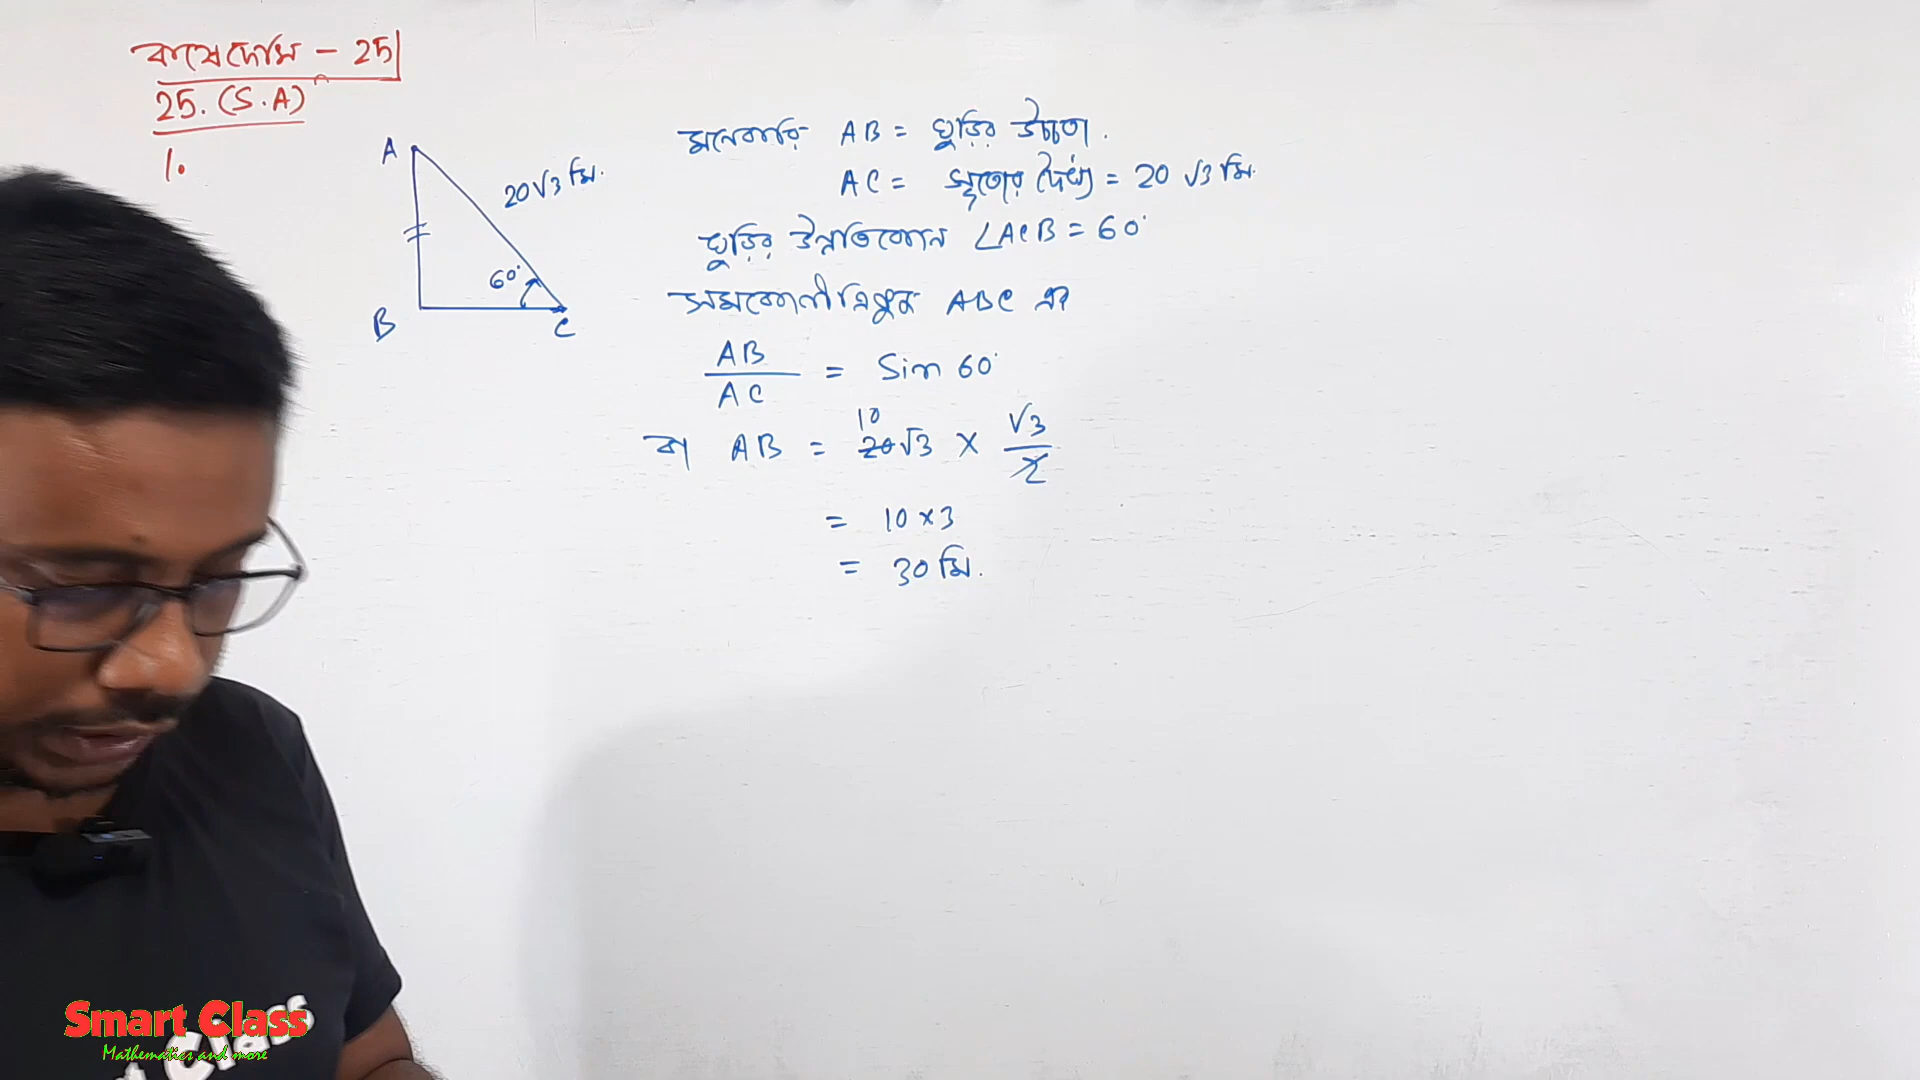 কষে দেখি - 25
25. (S.A)
1.
A
20√3 মি.
60°
B
C
মনেকরি AB = ঘুড়ির উচ্চতা.
AC = সুতোর দৈর্ঘ্য = 20 √3 মি.
ঘুড়ির উন্নতিকোন ∠ACB = 60°
সমকোণী ত্রিভুজ ABC এর
AB/AC = Sin 60°
10
বা AB = 20√3 × √3/2
= 10×3
= 30 মি.
Smart Class
Mathematics and more